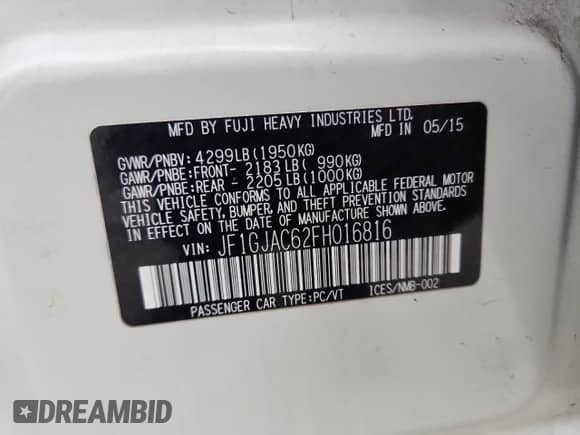 MFD BY FUJI HEAVY INDUSTRIES LTD.
MFD IN 05/15
GVWR/PNBV: 4299LB(1950KG)
GAWR/PNBE:FRONT- 2183LB( 990KG)
GAWR/PNBE:REAR - 2205LB(1000KG)
THIS VEHICLE CONFORMS TO ALL APPLICABLE FEDERAL MOTOR
VEHICLE SAFETY, BUMPER, AND THEFT PREVENTION STANDARDS
IN EFFECT ON THE DATE OF MANUFACTURE SHOWN ABOVE.
VIN: JF1GJAC62FH016816
PASSENGER CAR TYPE:PC/VT ICES/NMB-002
DREAMBID